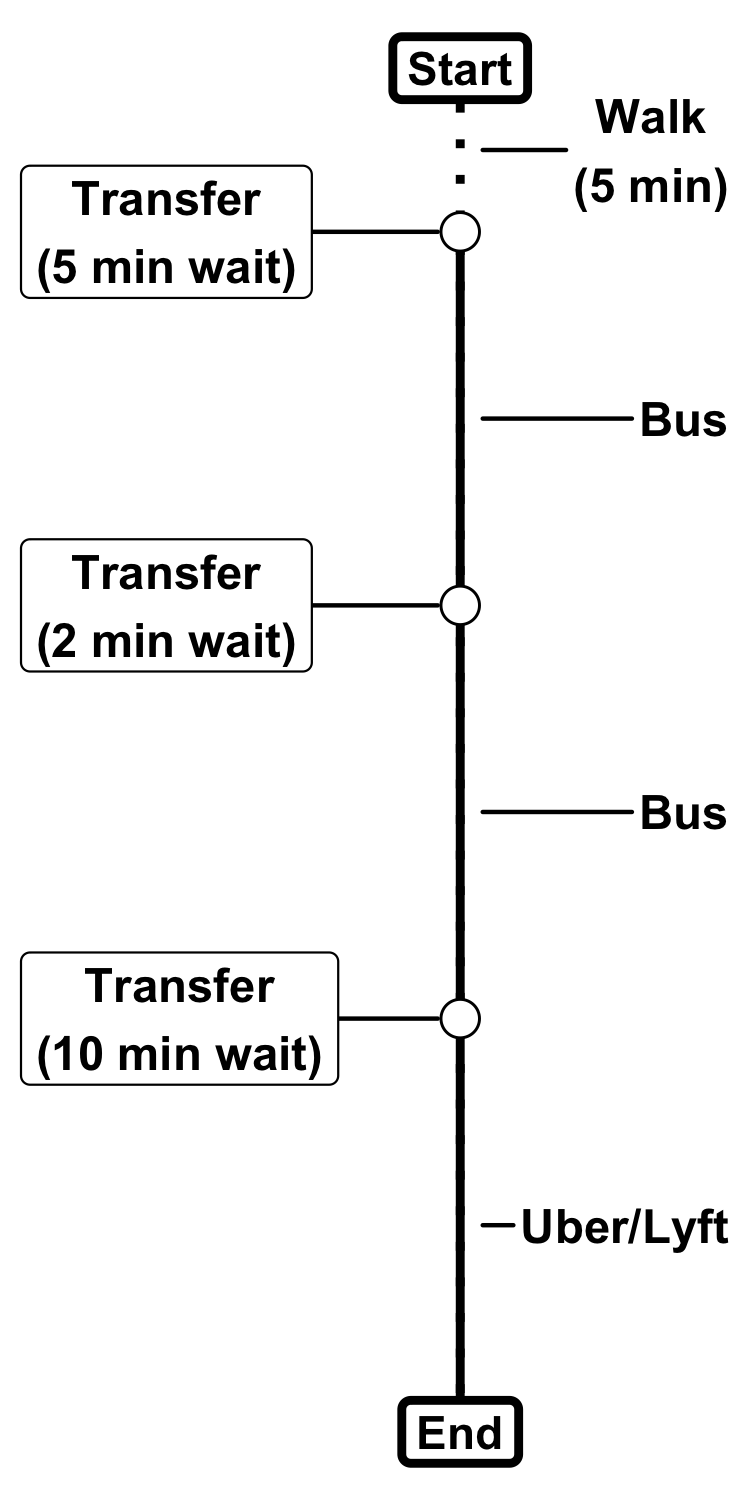 Start
Walk
(5 min)
Transfer
(5 min wait)
Bus
Transfer
(2 min wait)
Bus
Transfer
(10 min wait)
Uber/Lyft
End